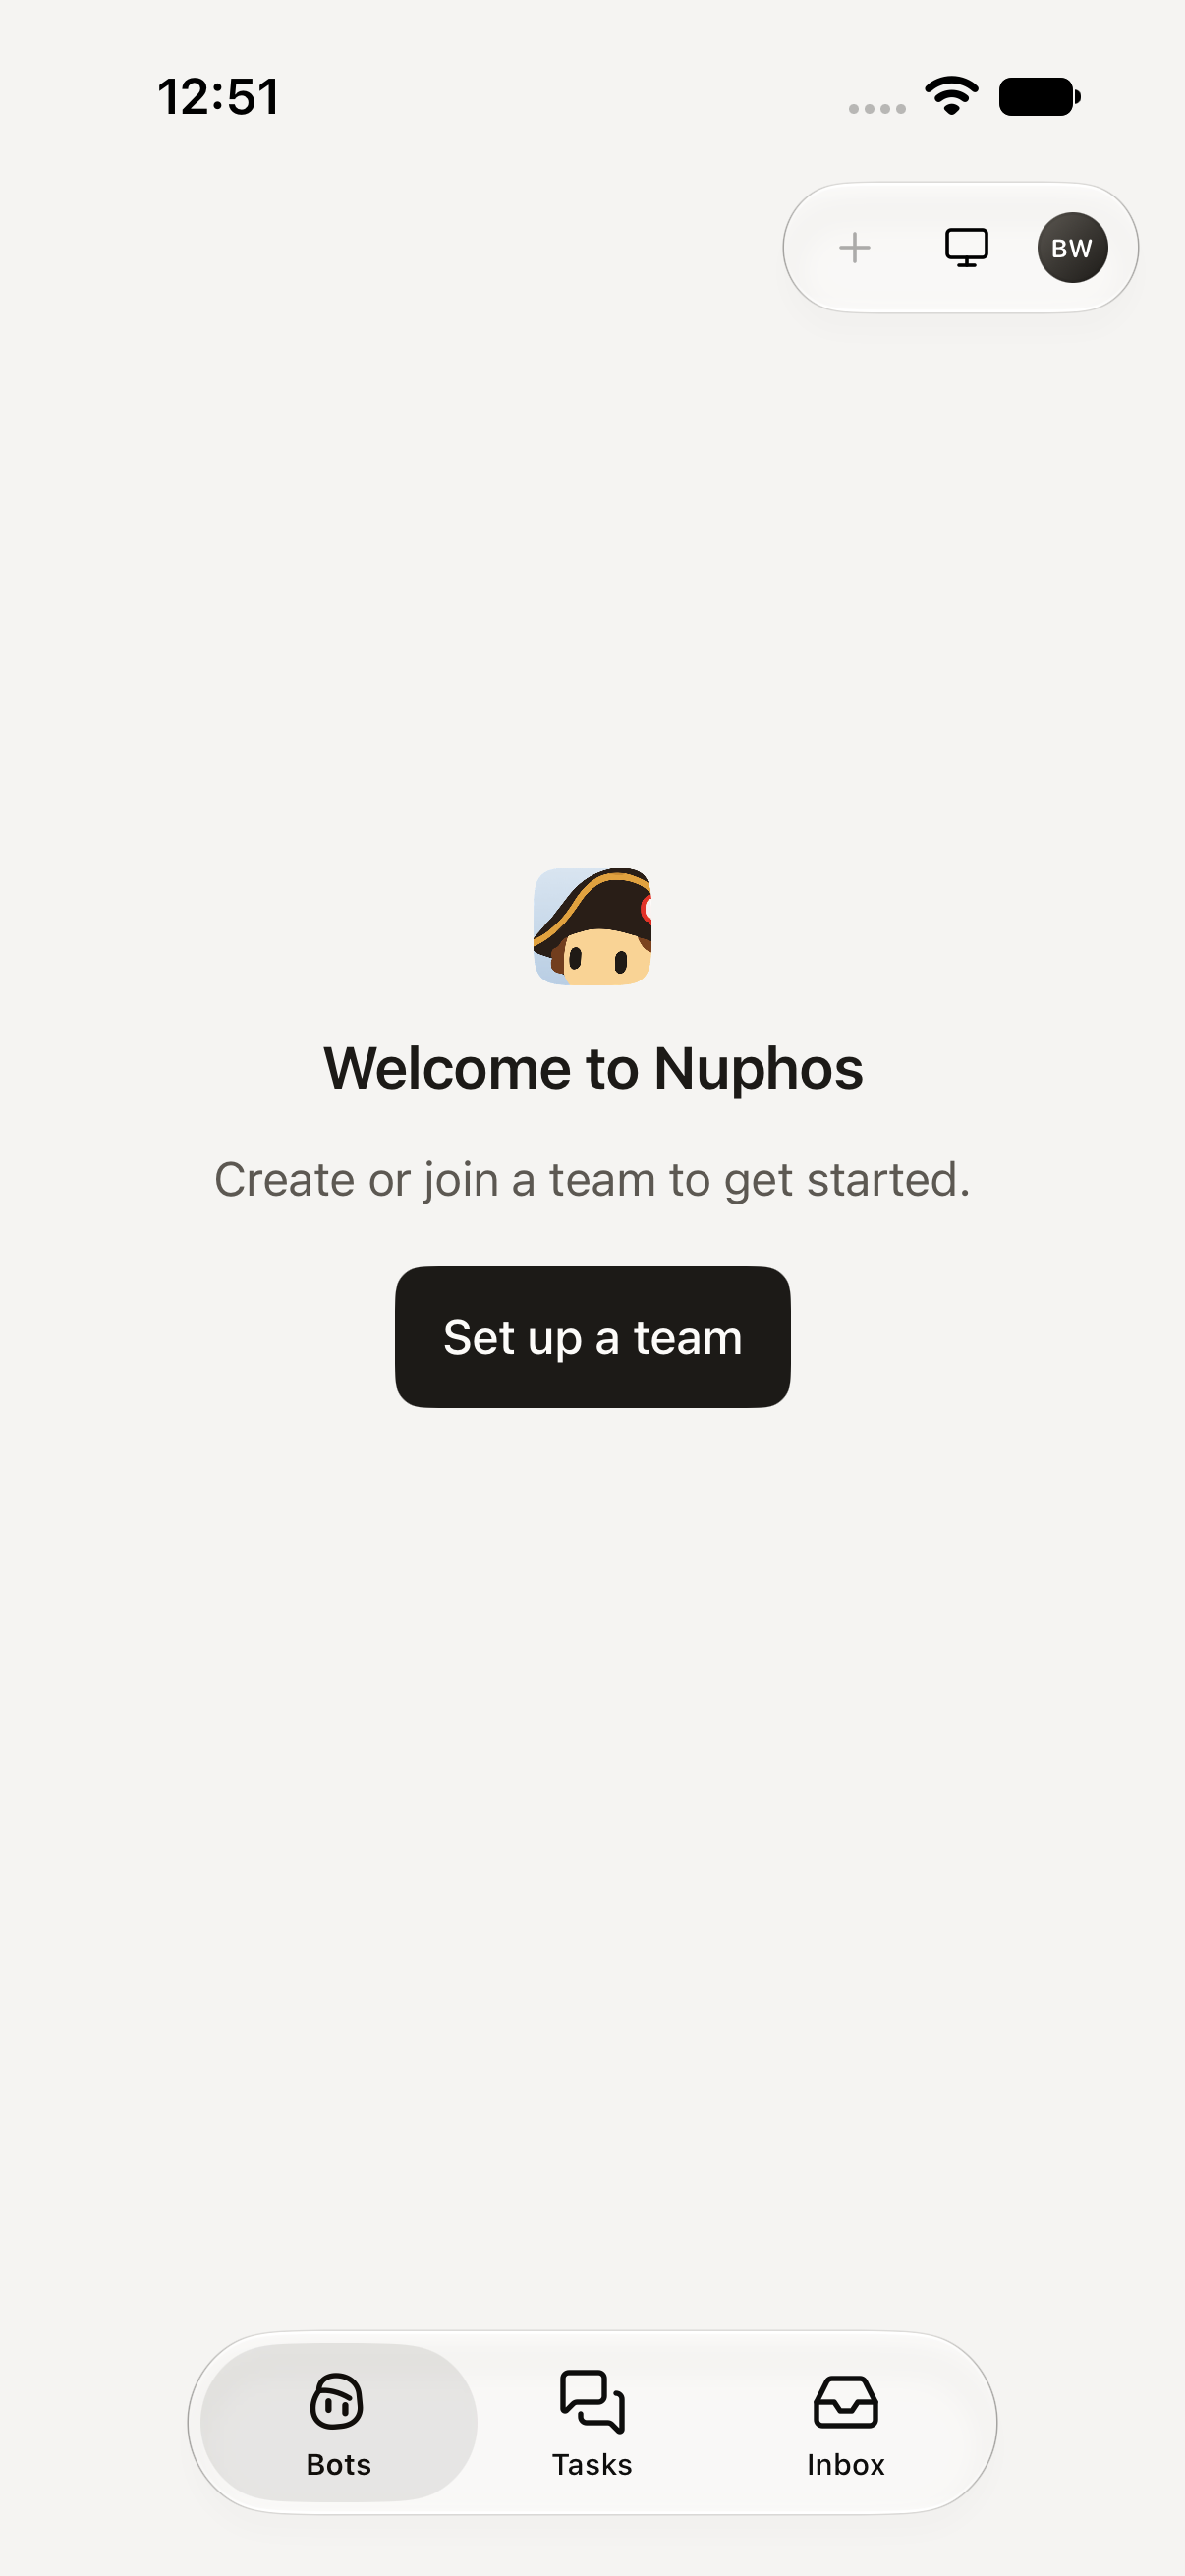 12:51
BW
Welcome to Nuphos
Create or join a team to get started.
Set up a team
Bots
Tasks
Inbox